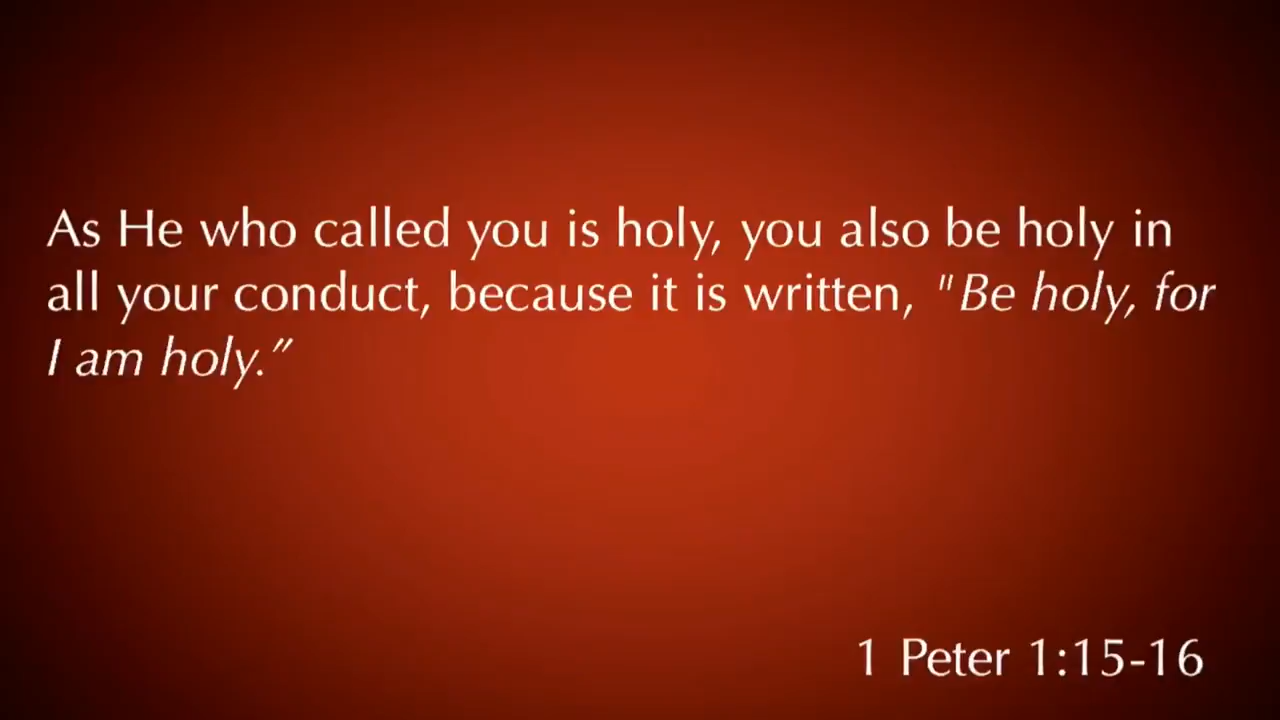 As He who called you is holy, you also be holy in
all your conduct, because it is written, "Be holy, for
I am holy.”
1 Peter 1:15-16